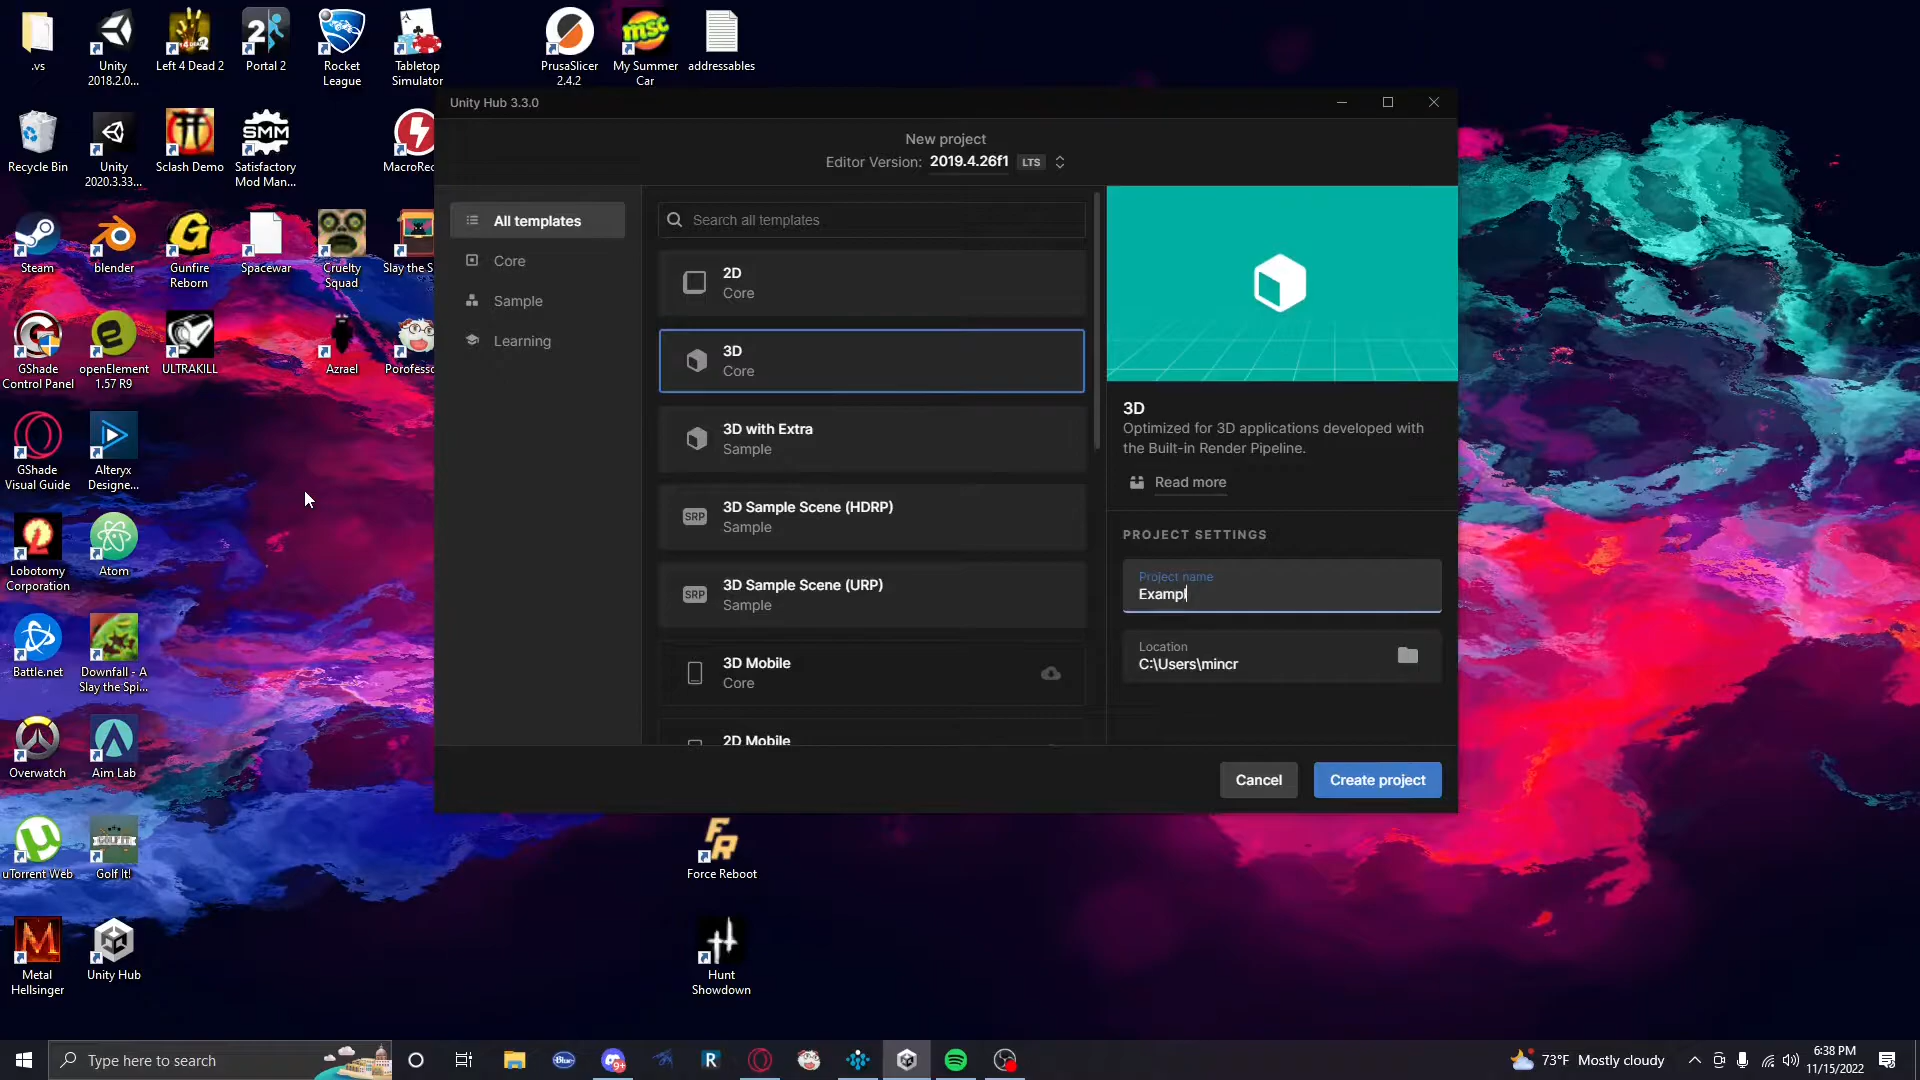 .vs
Unity
2018.2.0...
Left 4 Dead 2
Portal 2
Rocket
League
Tabletop
Simulator
PrusaSlicer
2.4.2
My Summer
Car
addressables
Recycle Bin
Unity
2020.3.33...
Sclash Demo
Satisfactory
Mod Man...
MacroRec
Steam
blender
Gunfire
Reborn
Spacewar
Cruelty
Squad
Slay the S
GShade
Control Panel
openElement
1.57 R9
ULTRAKILL
Azrael
Porofesso
GShade
Visual Guide
Alteryx
Designe...
Lobotomy
Corporation
Atom
Battle.net
Downfall - A
Slay the Spi...
Overwatch
Aim Lab
uTorrent Web
Golf It!
Force Reboot
Metal
Hellsinger
Unity Hub
Hunt
Showdown
Unity Hub 3.3.0
New project
Editor Version: 2019.4.26f1 LTS
All templates
Core
Sample
Learning
Search all templates
2D
Core
3D
Core
3D with Extra
Sample
3D Sample Scene (HDRP)
SRP
Sample
3D Sample Scene (URP)
SRP
Sample
3D Mobile
Core
2D Mobile
3D
Optimized for 3D applications developed with
the Built-in Render Pipeline.
Read more
PROJECT SETTINGS
Project name
Exampl
Location
C:\Users\mincr
Cancel
Create project
Type here to search
73°F Mostly cloudy
6:38 PM
11/15/2022